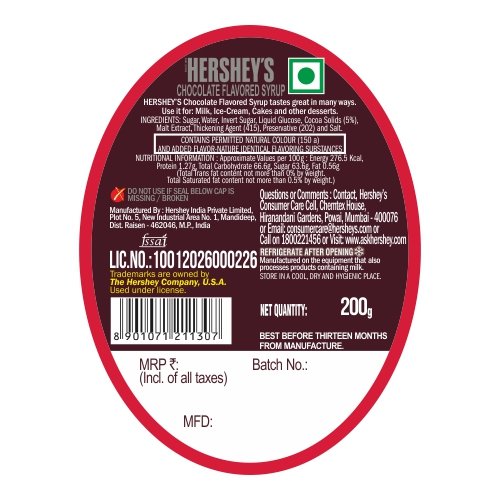 HERSHEY'S
CHOCOLATE FLAVORED SYRUP
HERSHEY'S Chocolate Flavored Syrup tastes great in many ways.
Use it for: Milk, Ice-Cream, Cakes and other desserts.
INGREDIENTS: Sugar, Water, Invert Sugar, Liquid Glucose, Cocoa Solids (5%),
Malt Extract, Thickening Agent (415), Preservative (202) and Salt.
CONTAINS PERMITTED NATURAL COLOUR (150 a)
AND ADDED FLAVOR-NATURE IDENTICAL FLAVORING SUBSTANCES
NUTRITIONAL INFORMATION : Approximate Values per 100g : Energy 276.5 Kcal,
Protein 1.27g, Total Carbohydrate 66.6g, Sugar 63.6g, Fat 0.56g
(Total Trans fat content not more than 0% by weight.
Total Saturated fat content not more than 0.5% by weight.)
DO NOT USE IF SEAL BELOW CAP IS
MISSING / BROKEN
Manufactured By : Hershey India Private Limited,
Plot No. 5, New Industrial Area No. 1, Mandideep,
Dist. Raisen - 462046, M.P., India
fssai
LIC.NO.:10012026000226
Trademarks are owned by
The Hershey Company, U.S.A.
Used under license.
8 901071 211307
Questions or Comments : Contact, Hershey's
Consumer Care Cell, Chemtex House,
Hiranandani Gardens, Powai, Mumbai - 400076
or Email: consumercare@hersheys.com or
Call on 1800221456 or Visit: www.askhershey.com
REFRIGERATE AFTER OPENING
Manufactured on the equipment that also
processes products containing milk.
STORE IN A COOL, DRY AND HYGIENIC PLACE.
NET QUANTITY: 200g
BEST BEFORE THIRTEEN MONTHS
FROM MANUFACTURE.
MRP ₹:
(Incl. of all taxes)
Batch No.:
MFD: